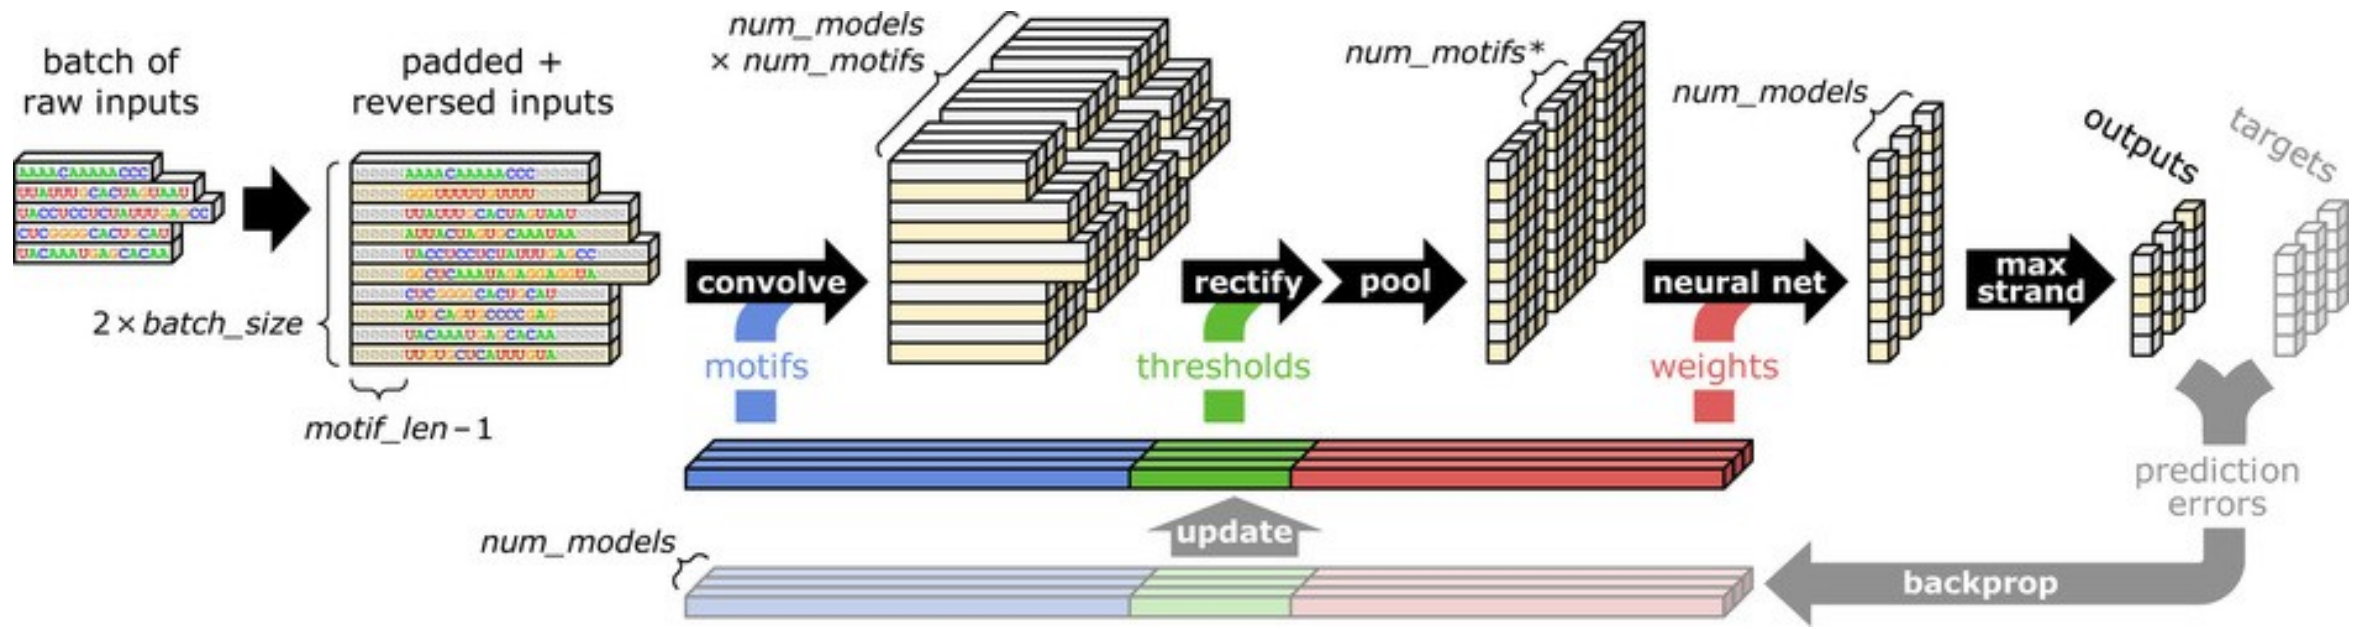 batch of
raw inputs
AAAACAAAAACCC
UUAUUUGCACUAGUAAU
UACCUCCUCUAUUUGAGCC
CUCGGGGCACUGCAU
UACAAAUGAGCACAA
padded +
reversed inputs
AAAACAAAAACCC
GGGUUUUUGUUUU
UUAUUUGCACUAGUAAU
AUUACUAGUGCAAAUAA
UACCUCCUCUAUUUGAGCC
GGCUCAAAUAGAGGAGGUA
CUCGGGGCACUGCAU
AUGCAGUGCCCCGAG
UACAAAUGAGCACAA
UUGUGCUCAUUUGUA
2 × batch_size
motif_len – 1
num_models
× num_motifs
convolve
motifs
rectify
thresholds
pool
num_motifs*
neural net
weights
num_models
max
strand
outputs
targets
prediction
errors
backprop
update
num_models